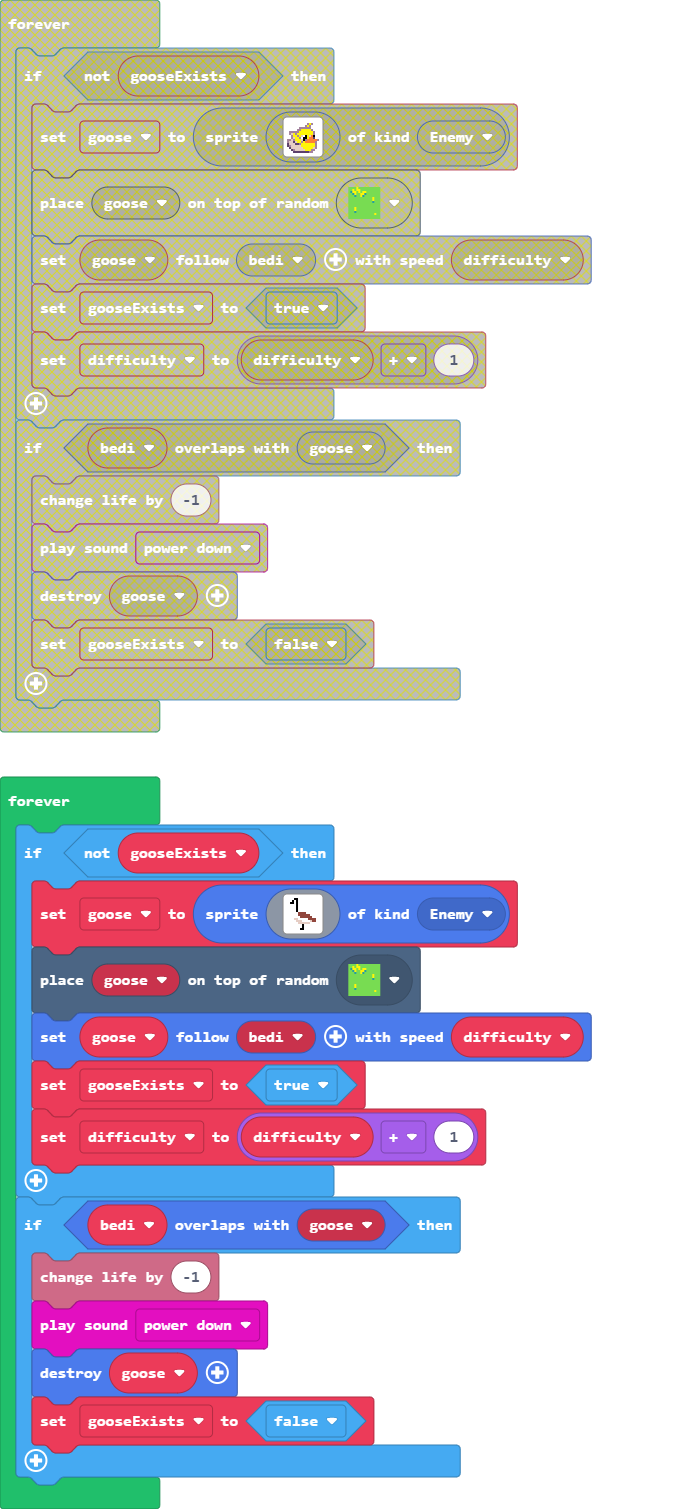 forever
if not gooseExists then
set goose to sprite of kind Enemy
place goose on top of random
set goose follow bedi with speed difficulty
set gooseExists to true
set difficulty to difficulty + 1
if bedi overlaps with goose then
change life by -1
play sound power down
destroy goose
set gooseExists to false
forever
if not gooseExists then
set goose to sprite of kind Enemy
place goose on top of random
set goose follow bedi with speed difficulty
set gooseExists to true
set difficulty to difficulty + 1
if bedi overlaps with goose then
change life by -1
play sound power down
destroy goose
set gooseExists to false